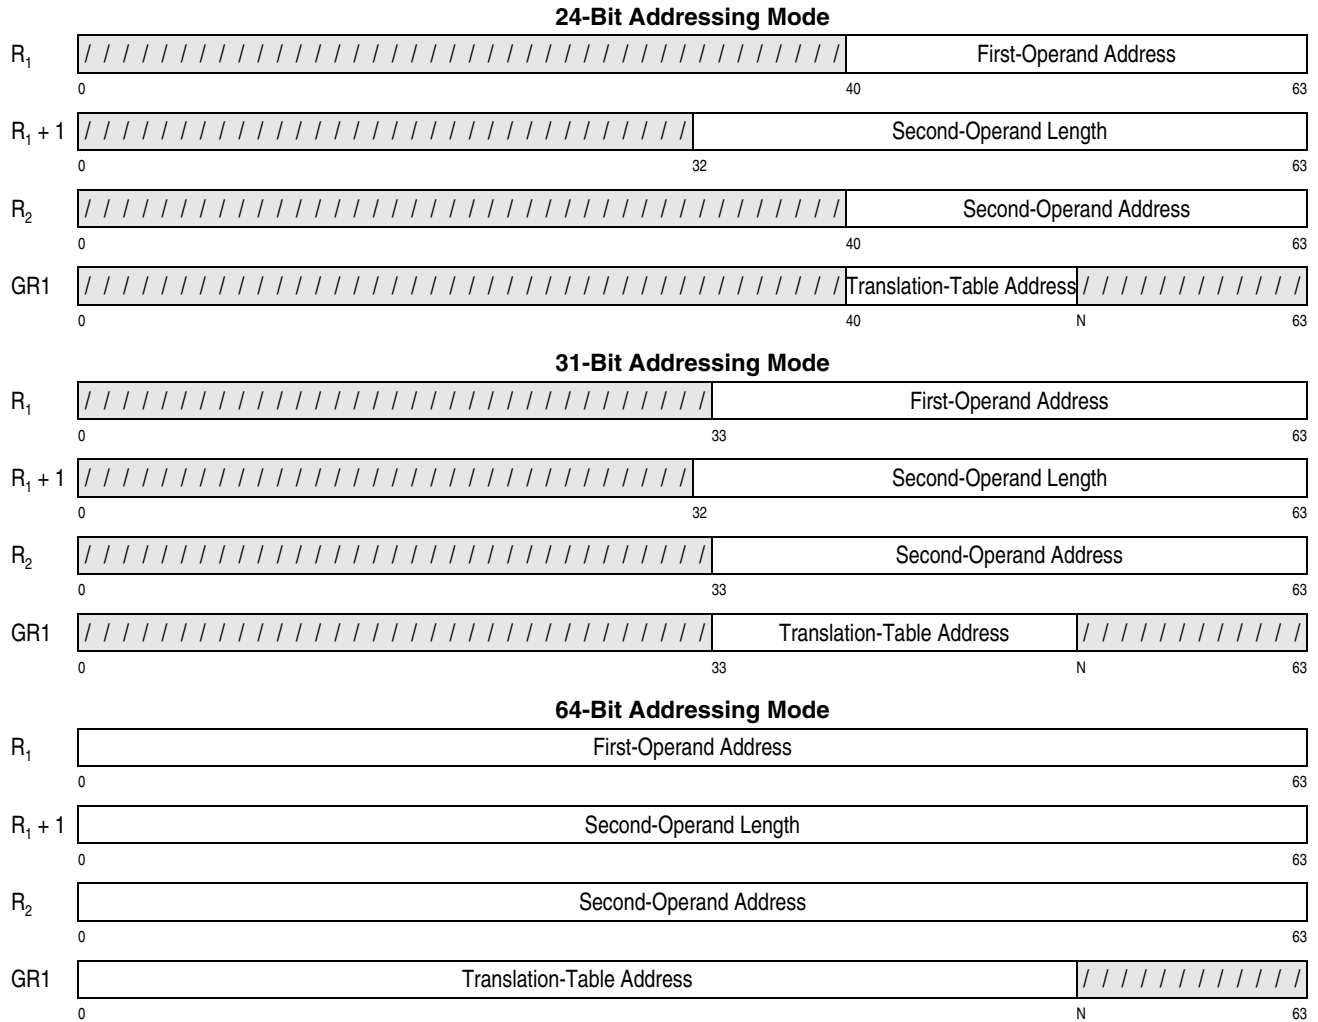 24-Bit Addressing Mode
R1 / / / / / / / / / / / / / / / / / / / / / / / / / / / / / / / / / / / / / / / / First-Operand Address
0 40 63
R1 + 1 / / / / / / / / / / / / / / / / / / / / / / / / / / / / / / / / Second-Operand Length
0 32 63
R2 / / / / / / / / / / / / / / / / / / / / / / / / / / / / / / / / / / / / / / / / Second-Operand Address
0 40 63
GR1 / / / / / / / / / / / / / / / / / / / / / / / / / / / / / / / / / / / / / / / / Translation-Table Address / / / / / / / / / / / /
0 40 N 63
31-Bit Addressing Mode
R1 / / / / / / / / / / / / / / / / / / / / / / / / / / / / / / / / / First-Operand Address
0 33 63
R1 + 1 / / / / / / / / / / / / / / / / / / / / / / / / / / / / / / / / Second-Operand Length
0 32 63
R2 / / / / / / / / / / / / / / / / / / / / / / / / / / / / / / / / / Second-Operand Address
0 33 63
GR1 / / / / / / / / / / / / / / / / / / / / / / / / / / / / / / / / / Translation-Table Address / / / / / / / / / / / /
0 33 N 63
64-Bit Addressing Mode
R1 First-Operand Address
0 63
R1 + 1 Second-Operand Length
0 63
R2 Second-Operand Address
0 63
GR1 Translation-Table Address / / / / / / / / / / / /
0 N 63